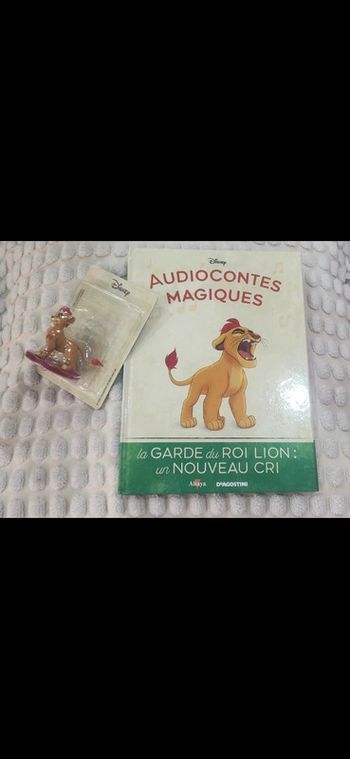 Disney
Disney
AUDIOCONTES
MAGIQUES
la GARDE du ROI LION :
un NOUVEAU CRI
Altaya
DeAGOSTINI